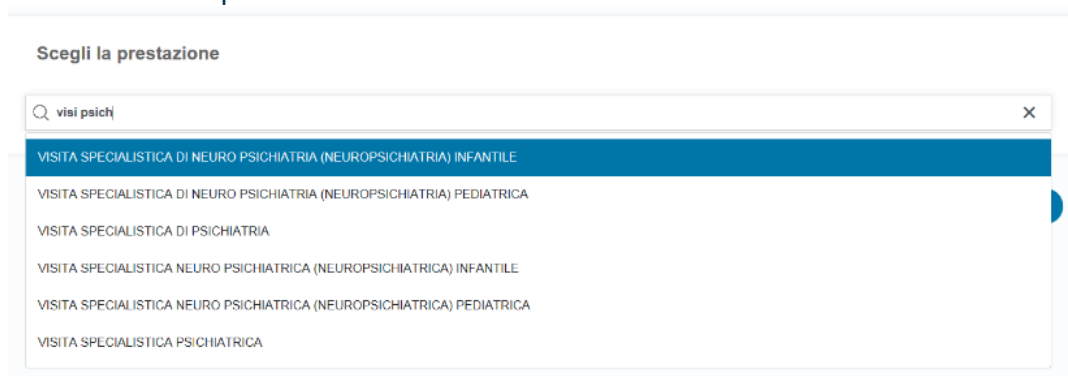 Scegli la prestazione
visi psich
VISITA SPECIALISTICA DI NEURO PSICHIATRIA (NEUROPSICHIATRIA) INFANTILE
VISITA SPECIALISTICA DI NEURO PSICHIATRIA (NEUROPSICHIATRIA) PEDIATRICA
VISITA SPECIALISTICA DI PSICHIATRIA
VISITA SPECIALISTICA NEURO PSICHIATRICA (NEUROPSICHIATRICA) INFANTILE
VISITA SPECIALISTICA NEURO PSICHIATRICA (NEUROPSICHIATRICA) PEDIATRICA
VISITA SPECIALISTICA PSICHIATRICA